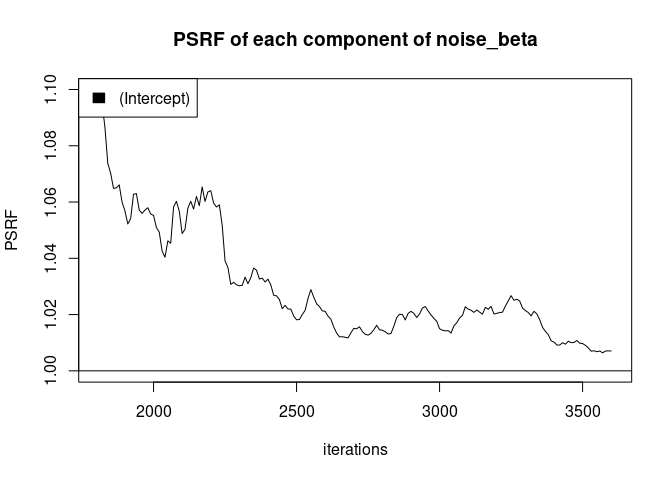 PSRF of each component of noise_beta
(Intercept)
PSRF
1.10
1.08
1.06
1.04
1.02
1.00
2000 2500 3000 3500
iterations